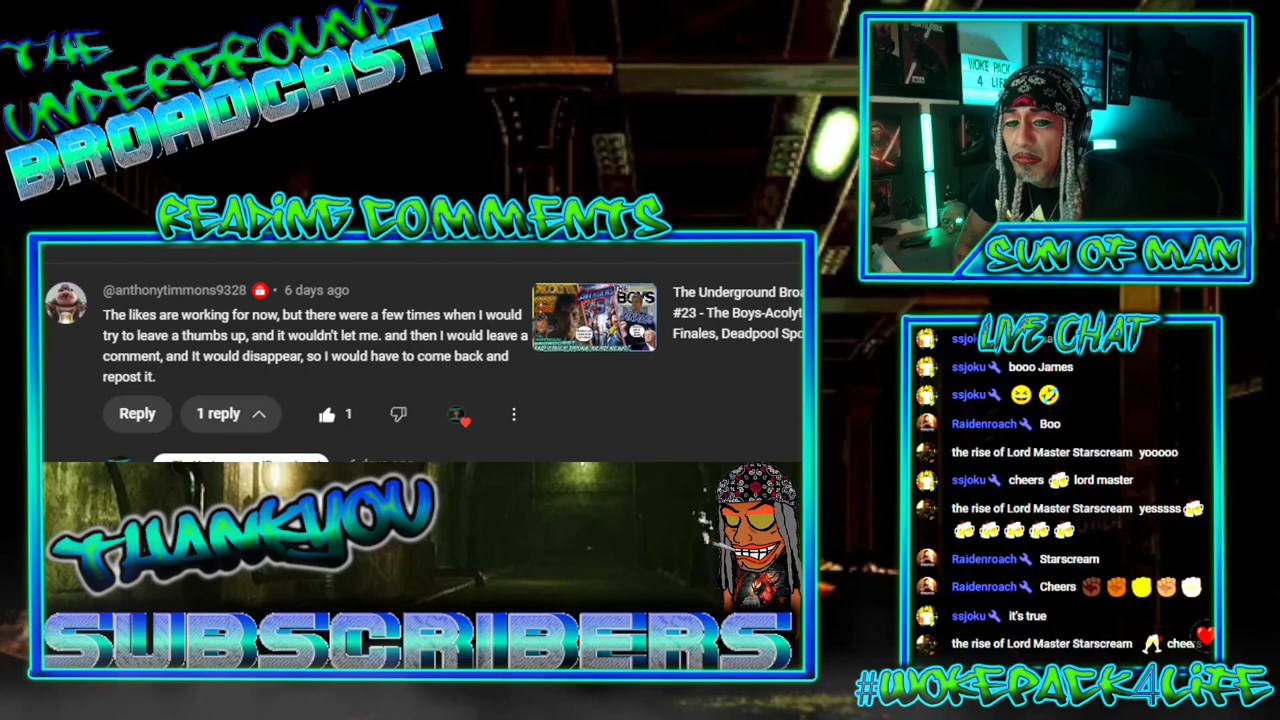 THE
UNDERGROUND
BROADCAST
WOKE PACK
4 LIFE
SUN OF MAN
READING COMMENTS
@anthonytimmons9328 • 6 days ago
The likes are working for now, but there were a few times when I would
try to leave a thumbs up, and it wouldn't let me. and then I would leave a
comment, and It would disappear, so I would have to come back and
repost it.
Reply 1 reply 1
The Underground Broa
#23 - The Boys-Acolyt
Finales, Deadpool Spo
THE BOYS
THANKYOU
SUBSCRIBERS
LIVE CHAT
ssjoku booo James
ssjoku 😆 🤣
Raidenroach Boo
the rise of Lord Master Starscream yooooo
ssjoku cheers 🍻 lord master
the rise of Lord Master Starscream yesssss 🍻
🍻 🍻 🍻 🍻 🍻
Raidenroach Starscream
Raidenroach Cheers ✊🏿 ✊🏾 ✊ ✊🏼 ✊🏻
ssjoku it's true
the rise of Lord Master Starscream 🥂 cheers
#WOKEPACK4LIFE